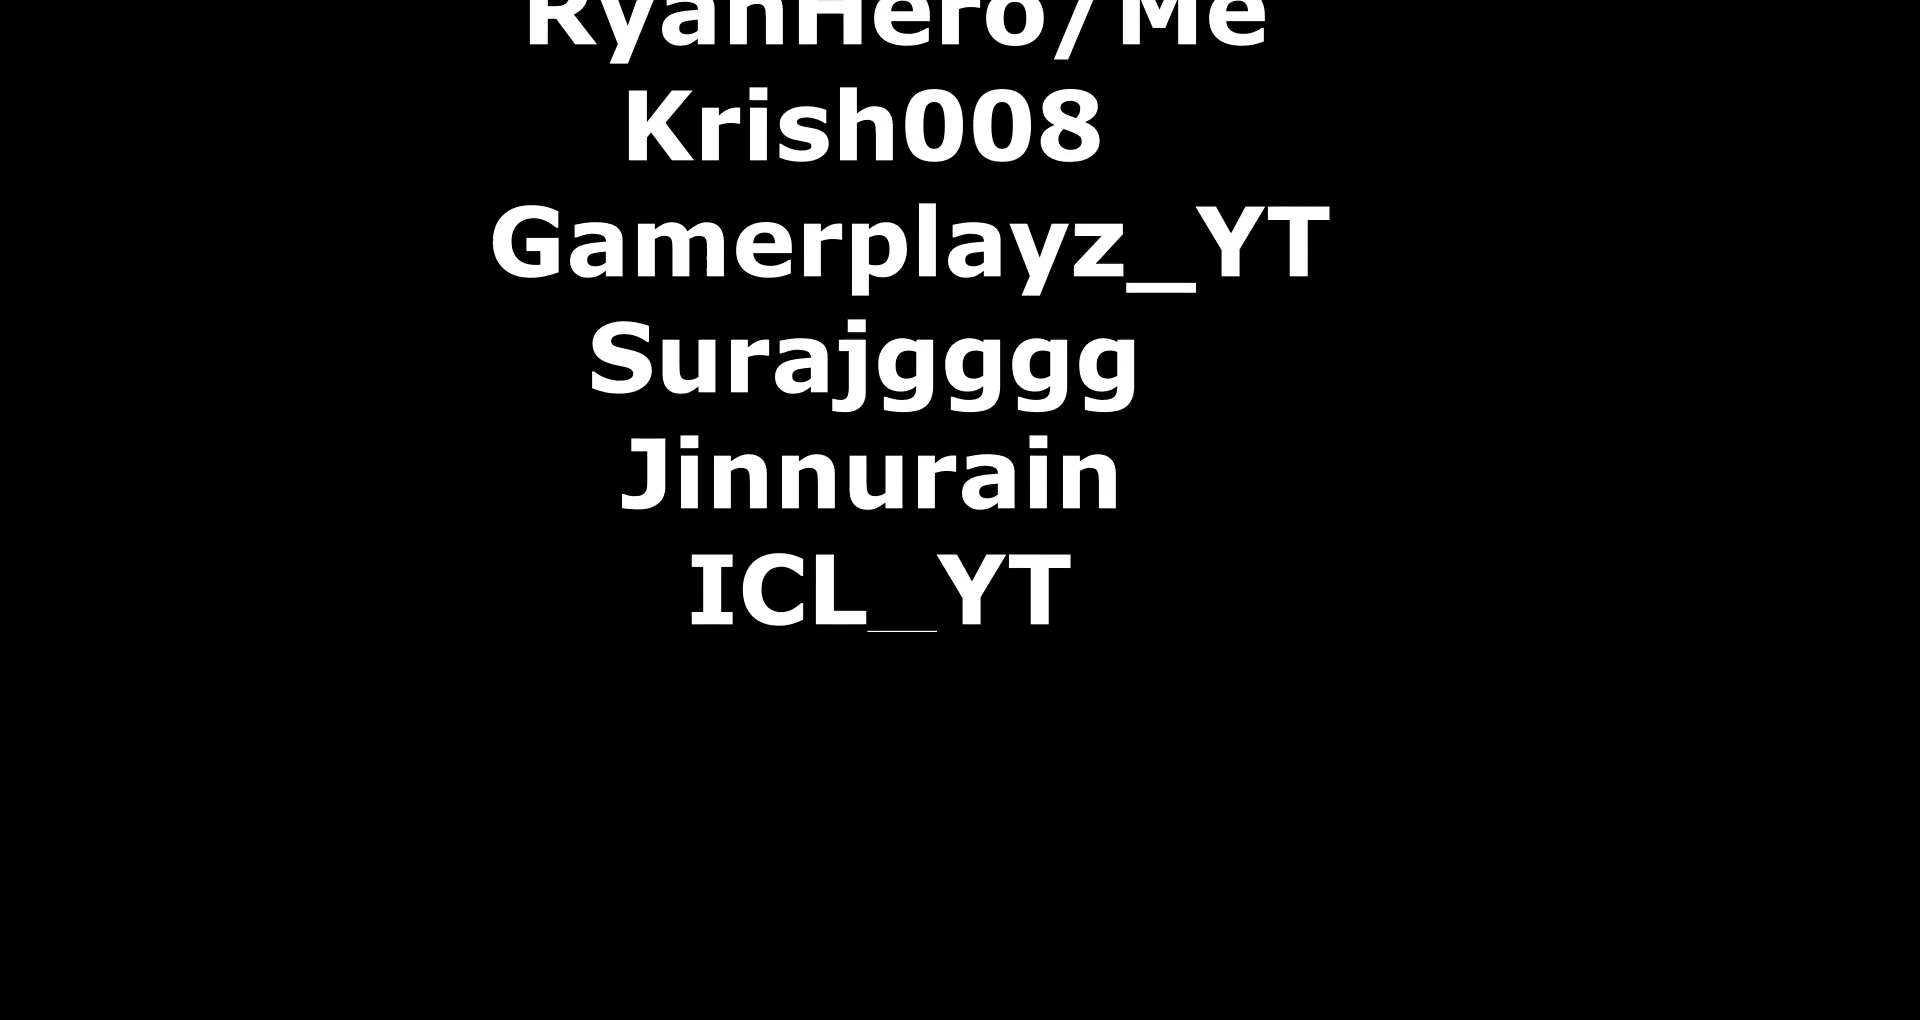 RyanHero/Me
Krish008
Gamerplayz_YT
Surajgggg
Jinnurain
ICL_YT